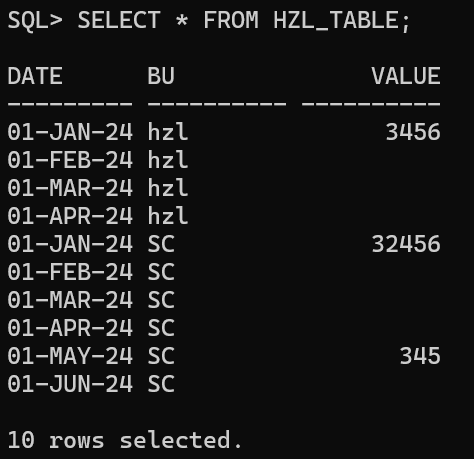 SQL> SELECT * FROM HZL_TABLE;
DATE      BU              VALUE
--------- ---------- ----------
01-JAN-24 hzl              3456
01-FEB-24 hzl
01-MAR-24 hzl
01-APR-24 hzl
01-JAN-24 SC              32456
01-FEB-24 SC
01-MAR-24 SC
01-APR-24 SC
01-MAY-24 SC                345
01-JUN-24 SC
10 rows selected.